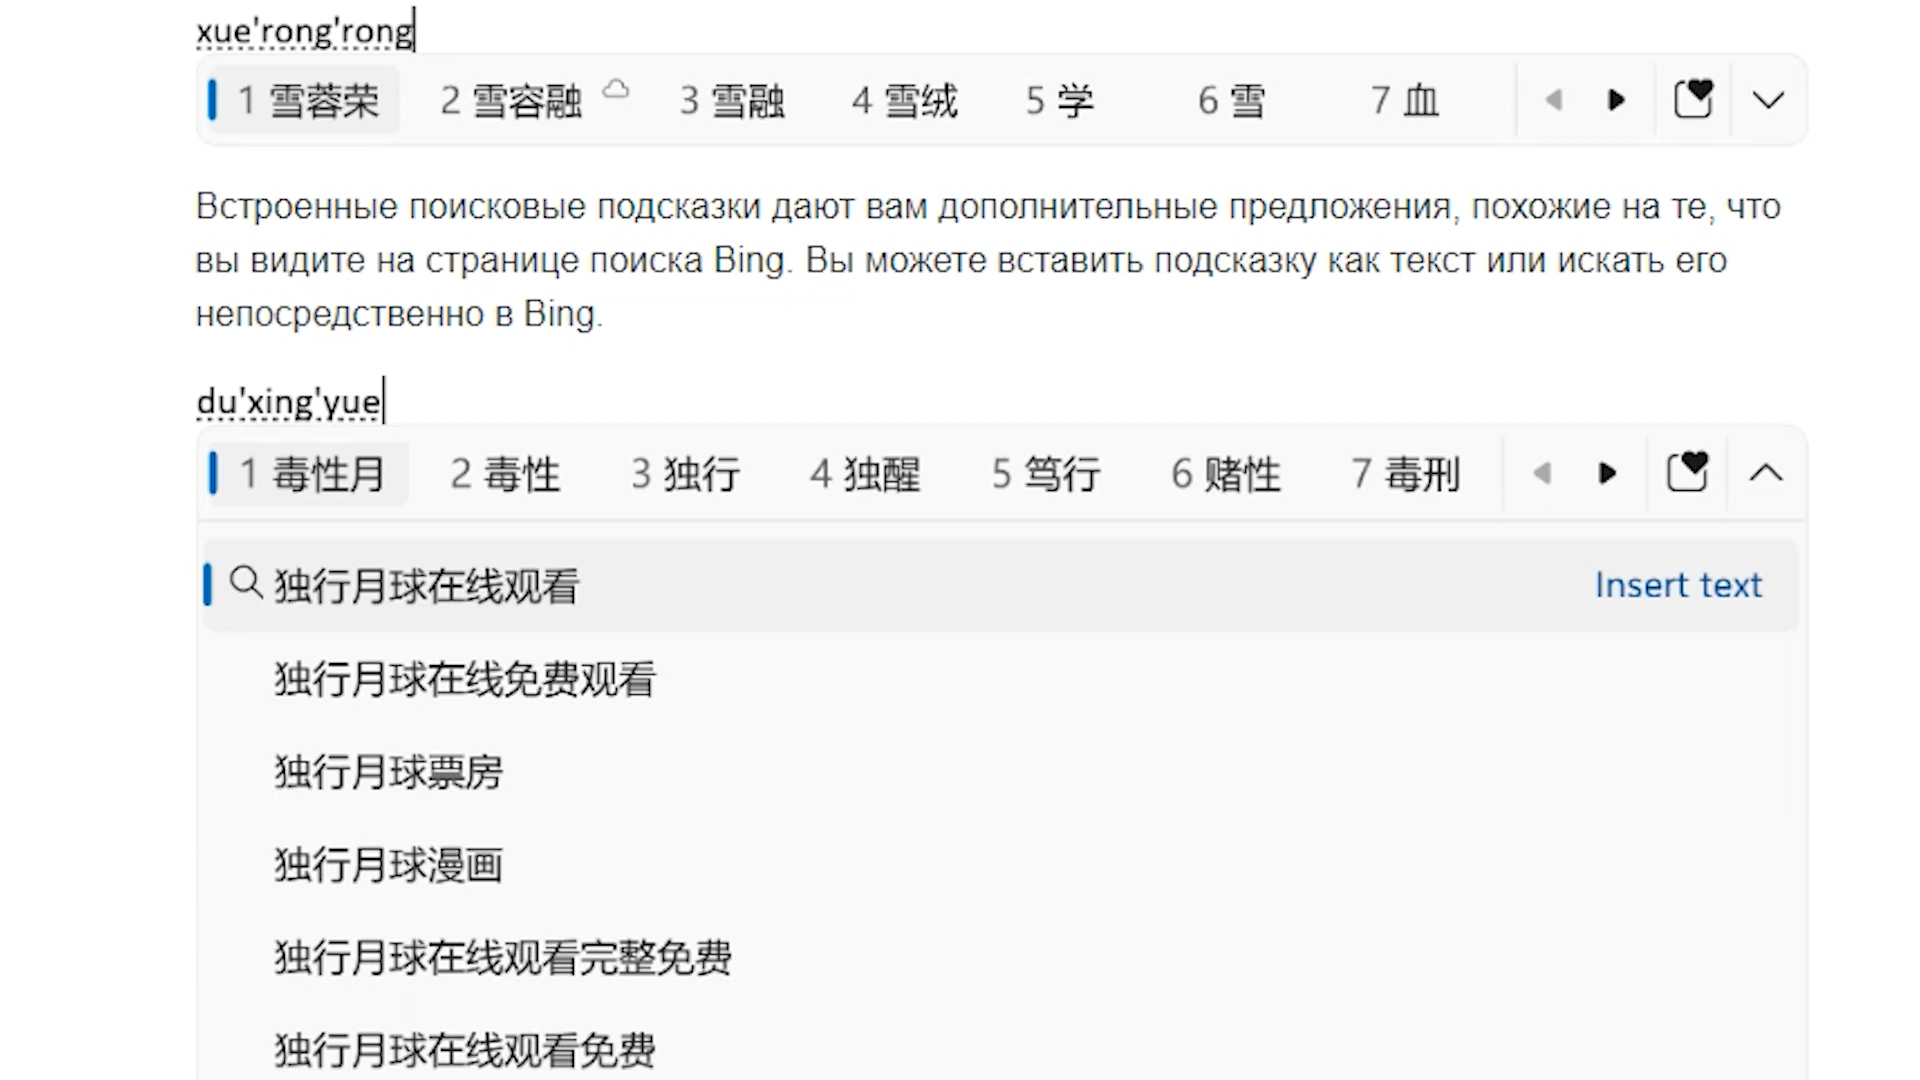 xue'rong'rong
1 雪蓉荣 2 雪容融 3 雪融 4 雪绒 5 学 6 雪 7 血
Встроенные поисковые подсказки дают вам дополнительные предложения, похожие на те, что
вы видите на странице поиска Bing. Вы можете вставить подсказку как текст или искать его
непосредственно в Bing.
du'xing'yue
1 毒性月 2 毒性 3 独行 4 独醒 5 笃行 6 赌性 7 毒刑
独行月球在线观看 Insert text
独行月球在线免费观看
独行月球票房
独行月球漫画
独行月球在线观看完整免费
独行月球在线观看免费